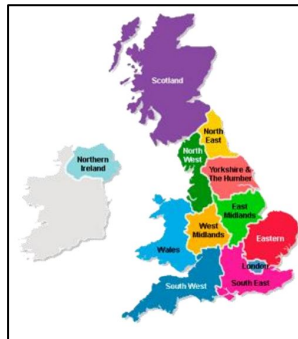 Scotland
North
East
North
West
Northern
Ireland
Yorkshire
& The Humber
East
Midlands
West
Midlands
Wales
Eastern
London
South East
South West